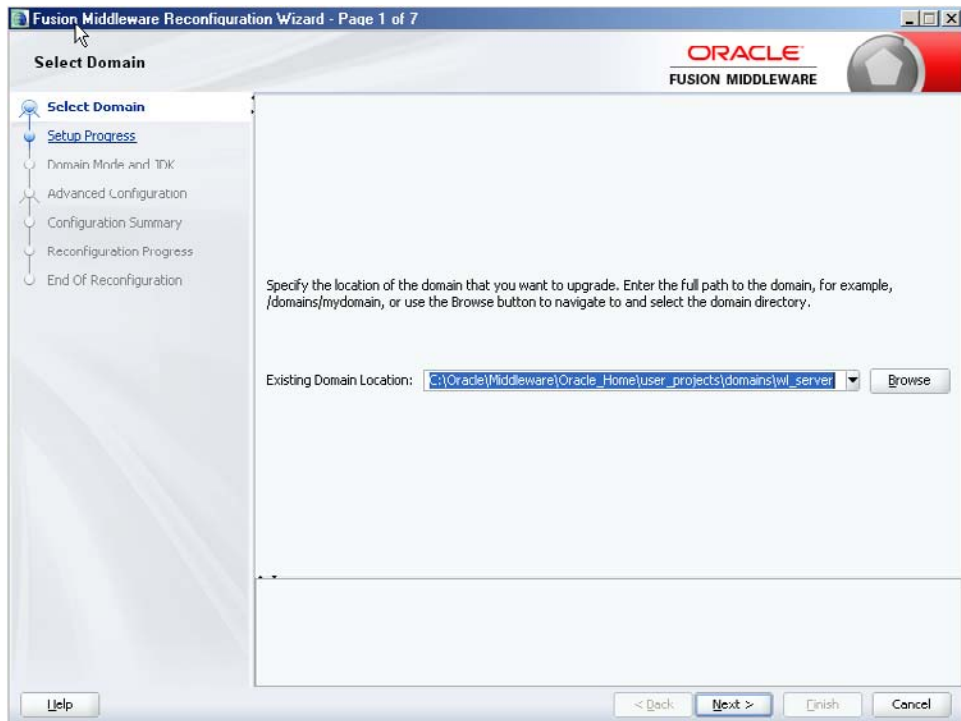 Fusion Middleware Reconfiguration Wizard - Page 1 of 7
Select Domain
ORACLE
FUSION MIDDLEWARE
Select Domain
Setup Progress
Domain Mode and JDK
Advanced Configuration
Configuration Summary
Reconfiguration Progress
End Of Reconfiguration
Specify the location of the domain that you want to upgrade. Enter the full path to the domain, for example,
/domains/mydomain, or use the Browse button to navigate to and select the domain directory.
Existing Domain Location: C:\Oracle\Middleware\Oracle_Home\user_projects\domains\wl_server Browse
Help < Back Next > Finish Cancel